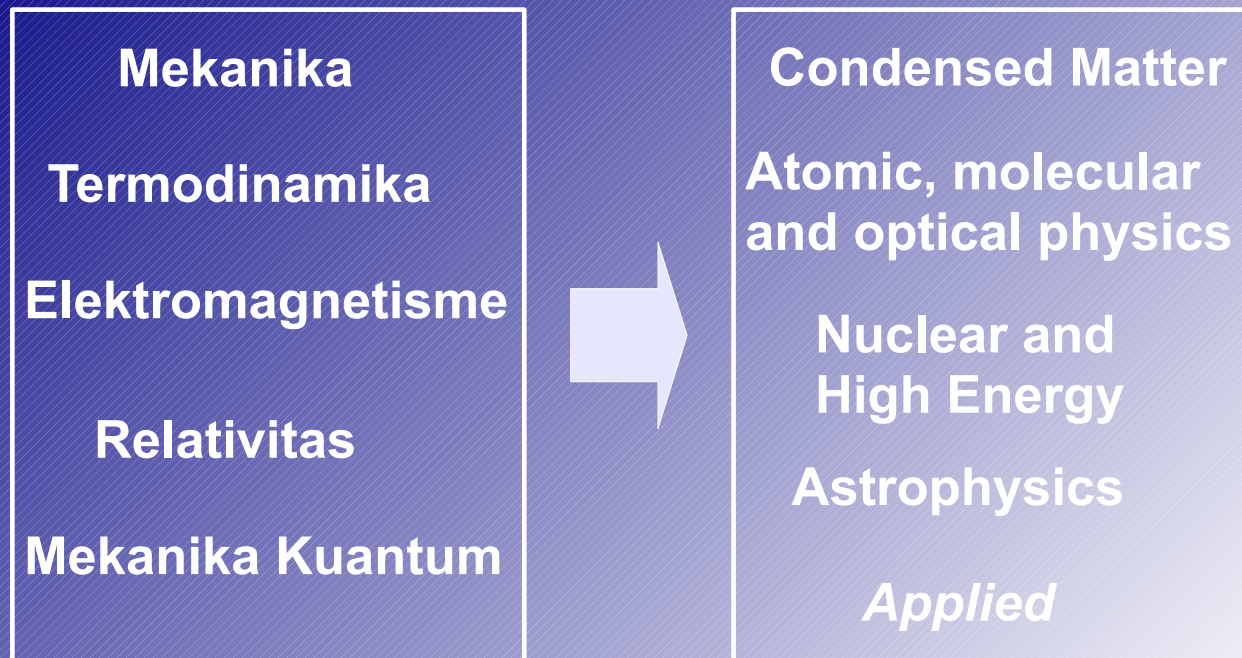 Mekanika
Termodinamika
Elektromagnetisme
Relativitas
Mekanika Kuantum
Condensed Matter
Atomic, molecular
and optical physics
Nuclear and
High Energy
Astrophysics
Applied